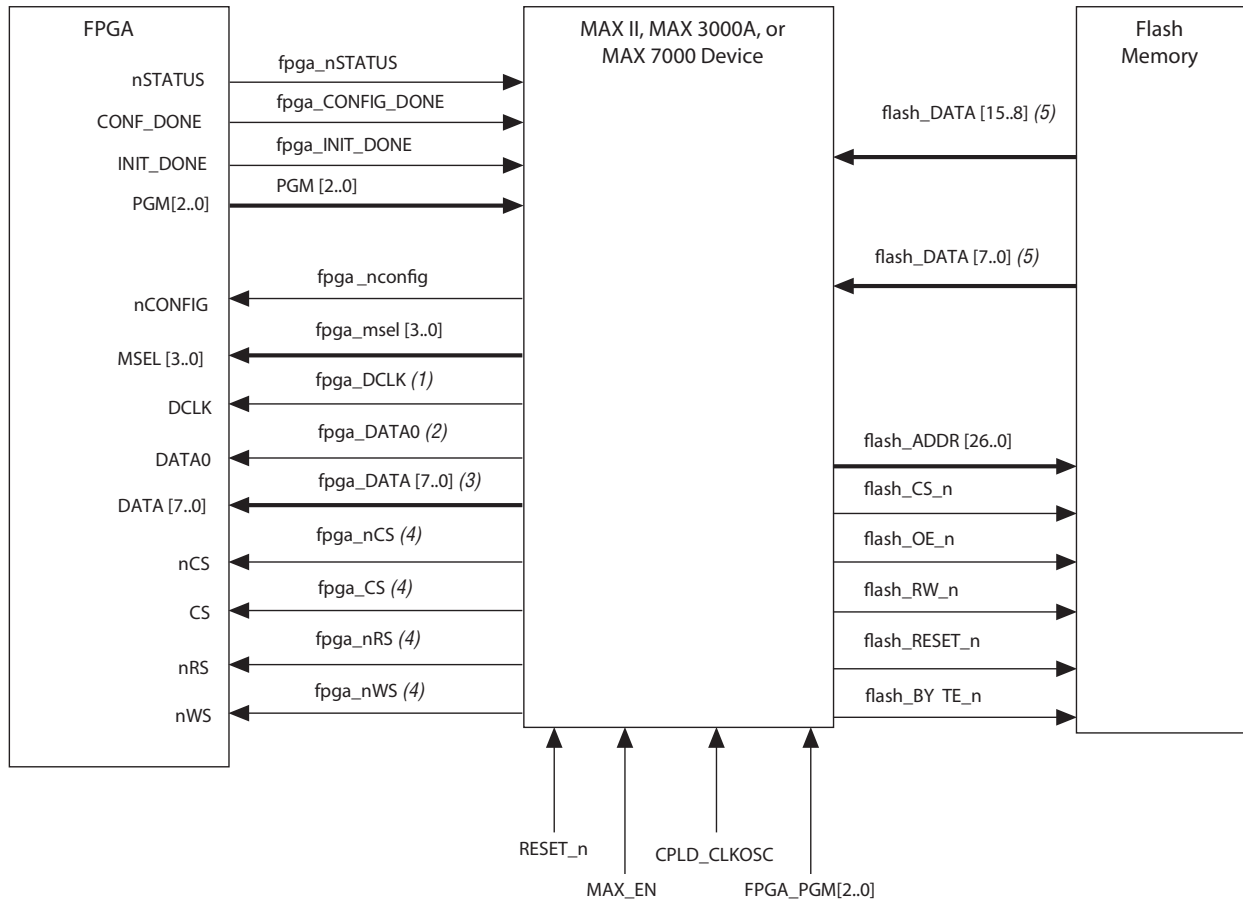 FPGA
nSTATUS
CONF_DONE
INIT_DONE
PGM[2..0]
nCONFIG
MSEL [3..0]
DCLK
DATA0
DATA [7..0]
nCS
CS
nRS
nWS
fpga_nSTATUS
fpga_CONFIG_DONE
fpga_INIT_DONE
PGM [2..0]
fpga_nconfig
fpga_msel [3..0]
fpga_DCLK (1)
fpga_DATA0 (2)
fpga_DATA [7..0] (3)
fpga_nCS (4)
fpga_CS (4)
fpga_nRS (4)
fpga_nWS (4)
MAX II, MAX 3000A, or
MAX 7000 Device
flash_DATA [15..8] (5)
flash_DATA [7..0] (5)
flash_ADDR [26..0]
flash_CS_n
flash_OE_n
flash_RW_n
flash_RESET_n
flash_BY TE_n
Flash
Memory
RESET_n
MAX_EN
CPLD_CLKOSC
FPGA_PGM[2..0]